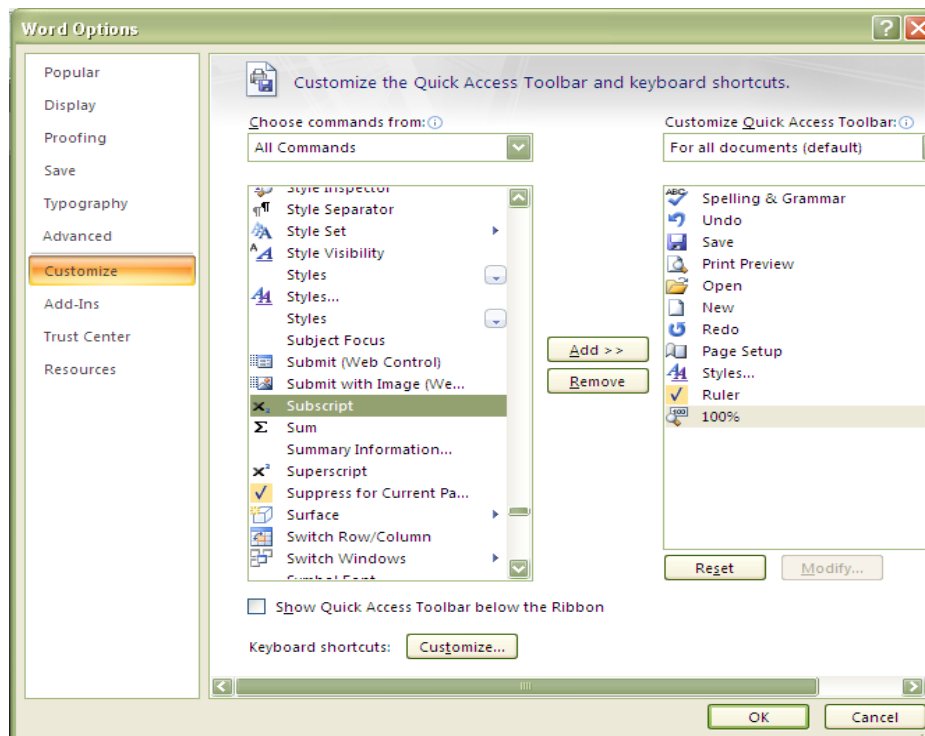 Word Options
Popular
Display
Proofing
Save
Typography
Advanced
Customize
Add-Ins
Trust Center
Resources
Customize the Quick Access Toolbar and keyboard shortcuts.
Choose commands from:
All Commands
Style Inspector
Style Separator
Style Set
Style Visibility
Styles
Styles...
Styles
Subject Focus
Submit (Web Control)
Submit with Image (We...
Subscript
Sum
Summary Information...
Superscript
Suppress for Current Pa...
Surface
Switch Row/Column
Switch Windows
Symbol Font
Add >>
Remove
Customize Quick Access Toolbar:
For all documents (default)
Spelling & Grammar
Undo
Save
Print Preview
Open
New
Redo
Page Setup
Styles...
Ruler
100%
Reset
Modify...
Show Quick Access Toolbar below the Ribbon
Keyboard shortcuts:
Customize...
OK
Cancel